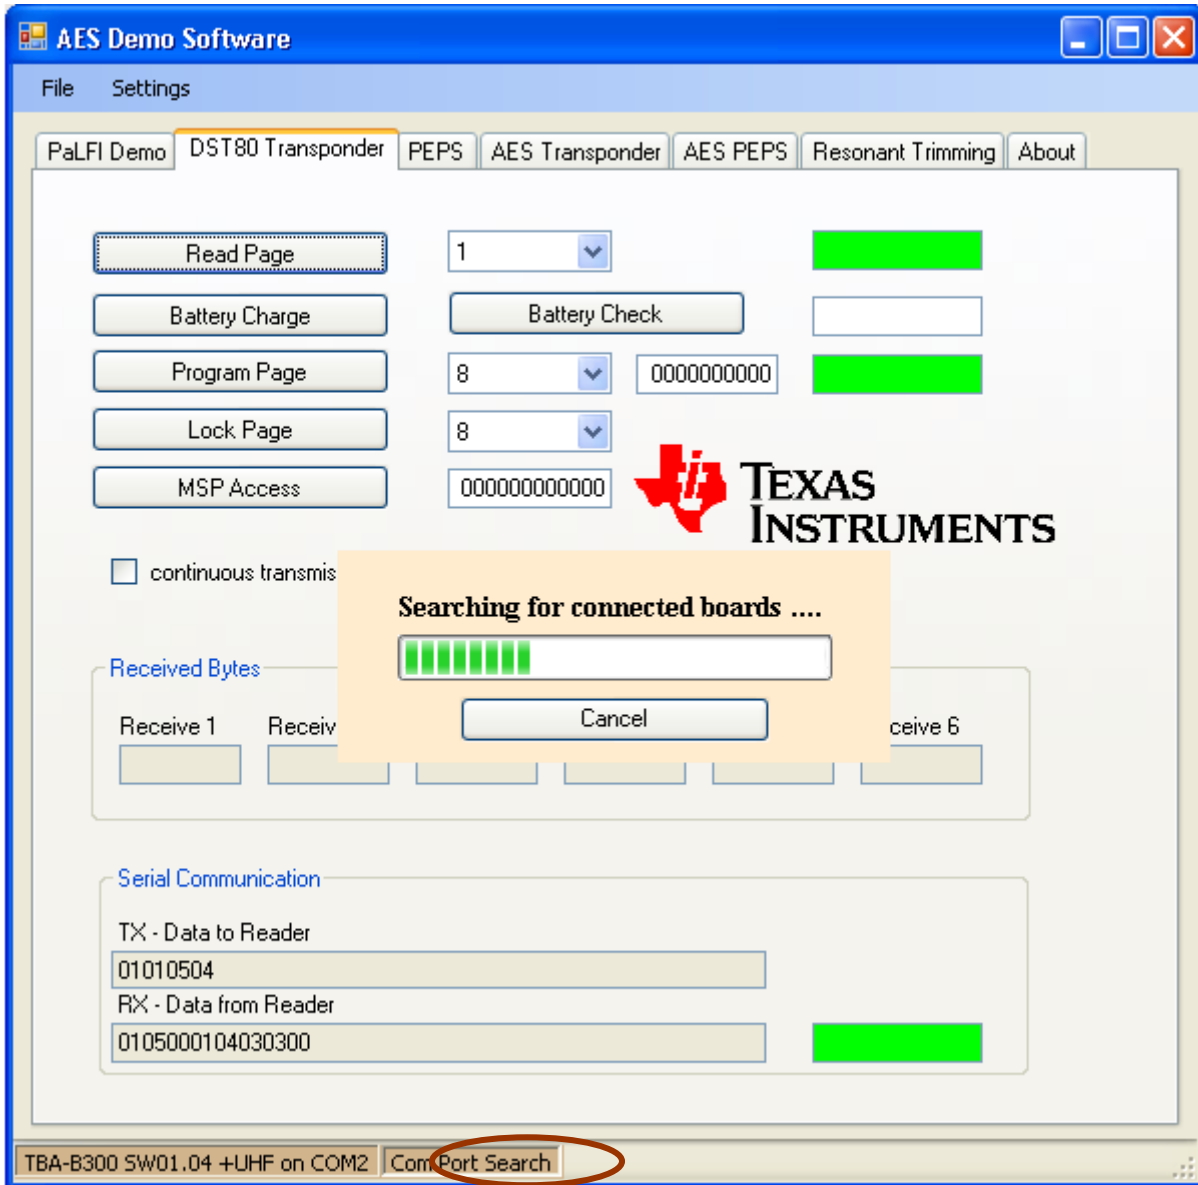 AES Demo Software
File Settings
PaLFI Demo DST80 Transponder PEPS AES Transponder AES PEPS Resonant Trimming About
Read Page 1
Battery Charge Battery Check
Program Page 8 0000000000
Lock Page 8
MSP Access 000000000000
TEXAS
INSTRUMENTS
continuous transmis
Searching for connected boards ....
Received Bytes
Cancel
Receive 1 Receiv ceive 6
Serial Communication
TX - Data to Reader
01010504
RX - Data from Reader
0105000104030300
TBA-B300 SW01.04 +UHF on COM2 Com Port Search